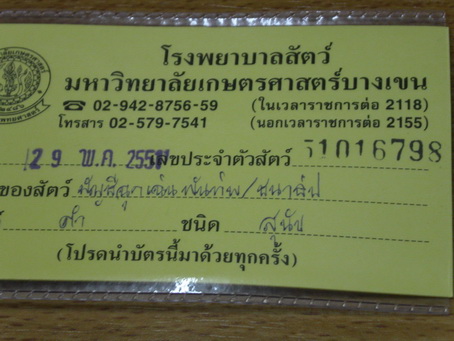 โรงพยาบาลสัตว์
มหาวิทยาลัยเกษตรศาสตร์บางเขน
☎ 02-942-8756-59 (ในเวลาราชการต่อ 2118)
โทรสาร 02-579-7541 (นอกเวลาราชการต่อ 2155)
29 พ.ค. 255 เลขประจำตัวสัตว์ 51016798
ของสัตว์
ดำ ชนิด สุนัข
(โปรดนำบัตรนี้มาด้วยทุกครั้ง)